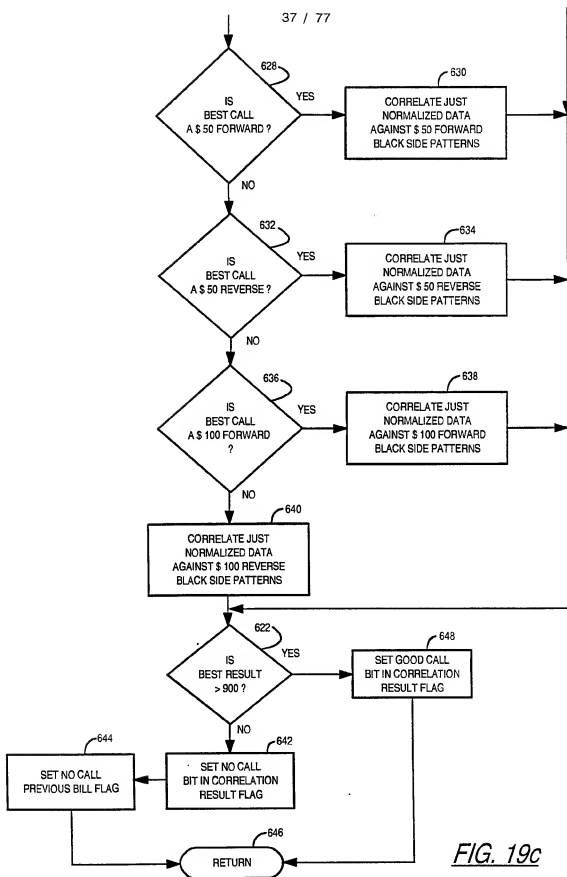 37 / 77
628
IS
BEST CALL
A $ 50 FORWARD ?
YES
NO
630
CORRELATE JUST
NORMALIZED DATA
AGAINST $ 50 FORWARD
BLACK SIDE PATTERNS
632
IS
BEST CALL
A $ 50 REVERSE ?
YES
NO
634
CORRELATE JUST
NORMALIZED DATA
AGAINST $ 50 REVERSE
BLACK SIDE PATTERNS
636
IS
BEST CALL
A $ 100 FORWARD
?
YES
NO
638
CORRELATE JUST
NORMALIZED DATA
AGAINST $ 100 FORWARD
BLACK SIDE PATTERNS
640
CORRELATE JUST
NORMALIZED DATA
AGAINST $ 100 REVERSE
BLACK SIDE PATTERNS
622
IS
BEST RESULT
> 900 ?
YES
NO
648
SET GOOD CALL
BIT IN CORRELATION
RESULT FLAG
642
SET NO CALL
BIT IN CORRELATION
RESULT FLAG
644
SET NO CALL
PREVIOUS BILL FLAG
646
RETURN
FIG. 19c